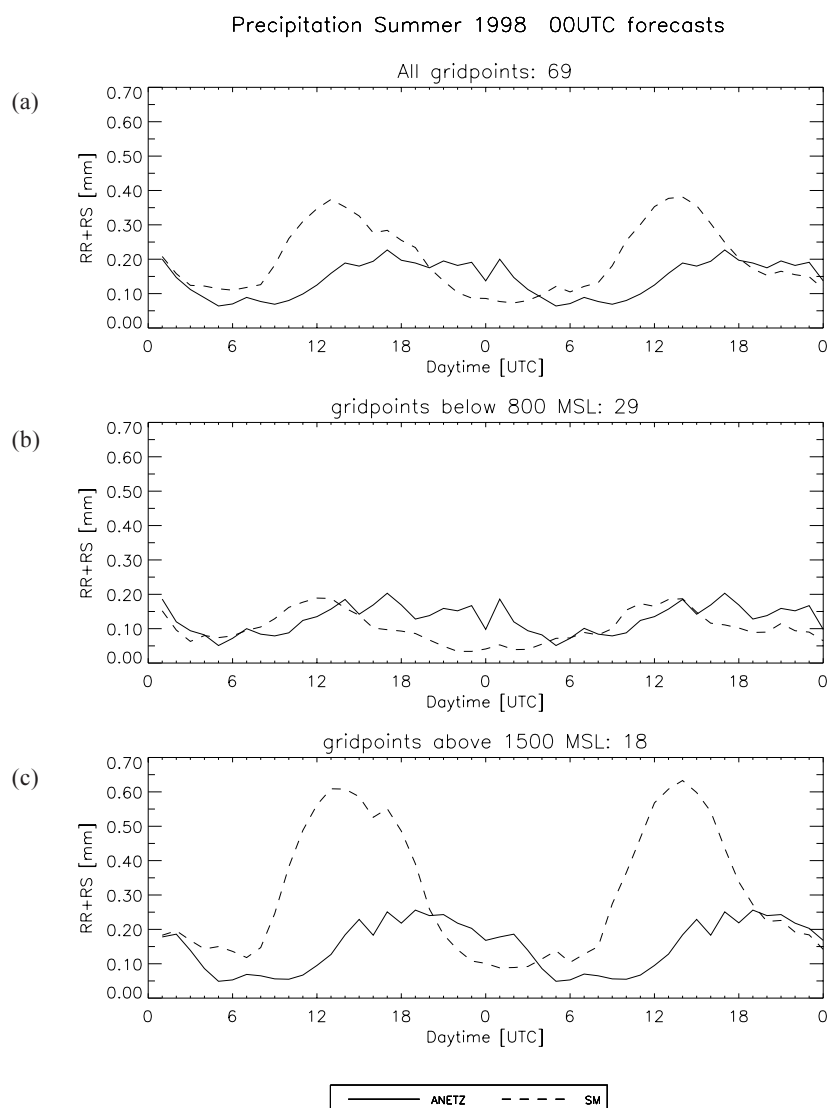 Precipitation Summer 1998 00UTC forecasts
(a)
All gridpoints: 69
RR+RS [mm]
0.70
0.60
0.50
0.40
0.30
0.20
0.10
0.00
0 6 12 18 0 6 12 18 0
Daytime [UTC]
(b)
gridpoints below 800 MSL: 29
RR+RS [mm]
0.70
0.60
0.50
0.40
0.30
0.20
0.10
0.00
0 6 12 18 0 6 12 18 0
Daytime [UTC]
(c)
gridpoints above 1500 MSL: 18
RR+RS [mm]
0.70
0.60
0.50
0.40
0.30
0.20
0.10
0.00
0 6 12 18 0 6 12 18 0
Daytime [UTC]
ANETZ SM